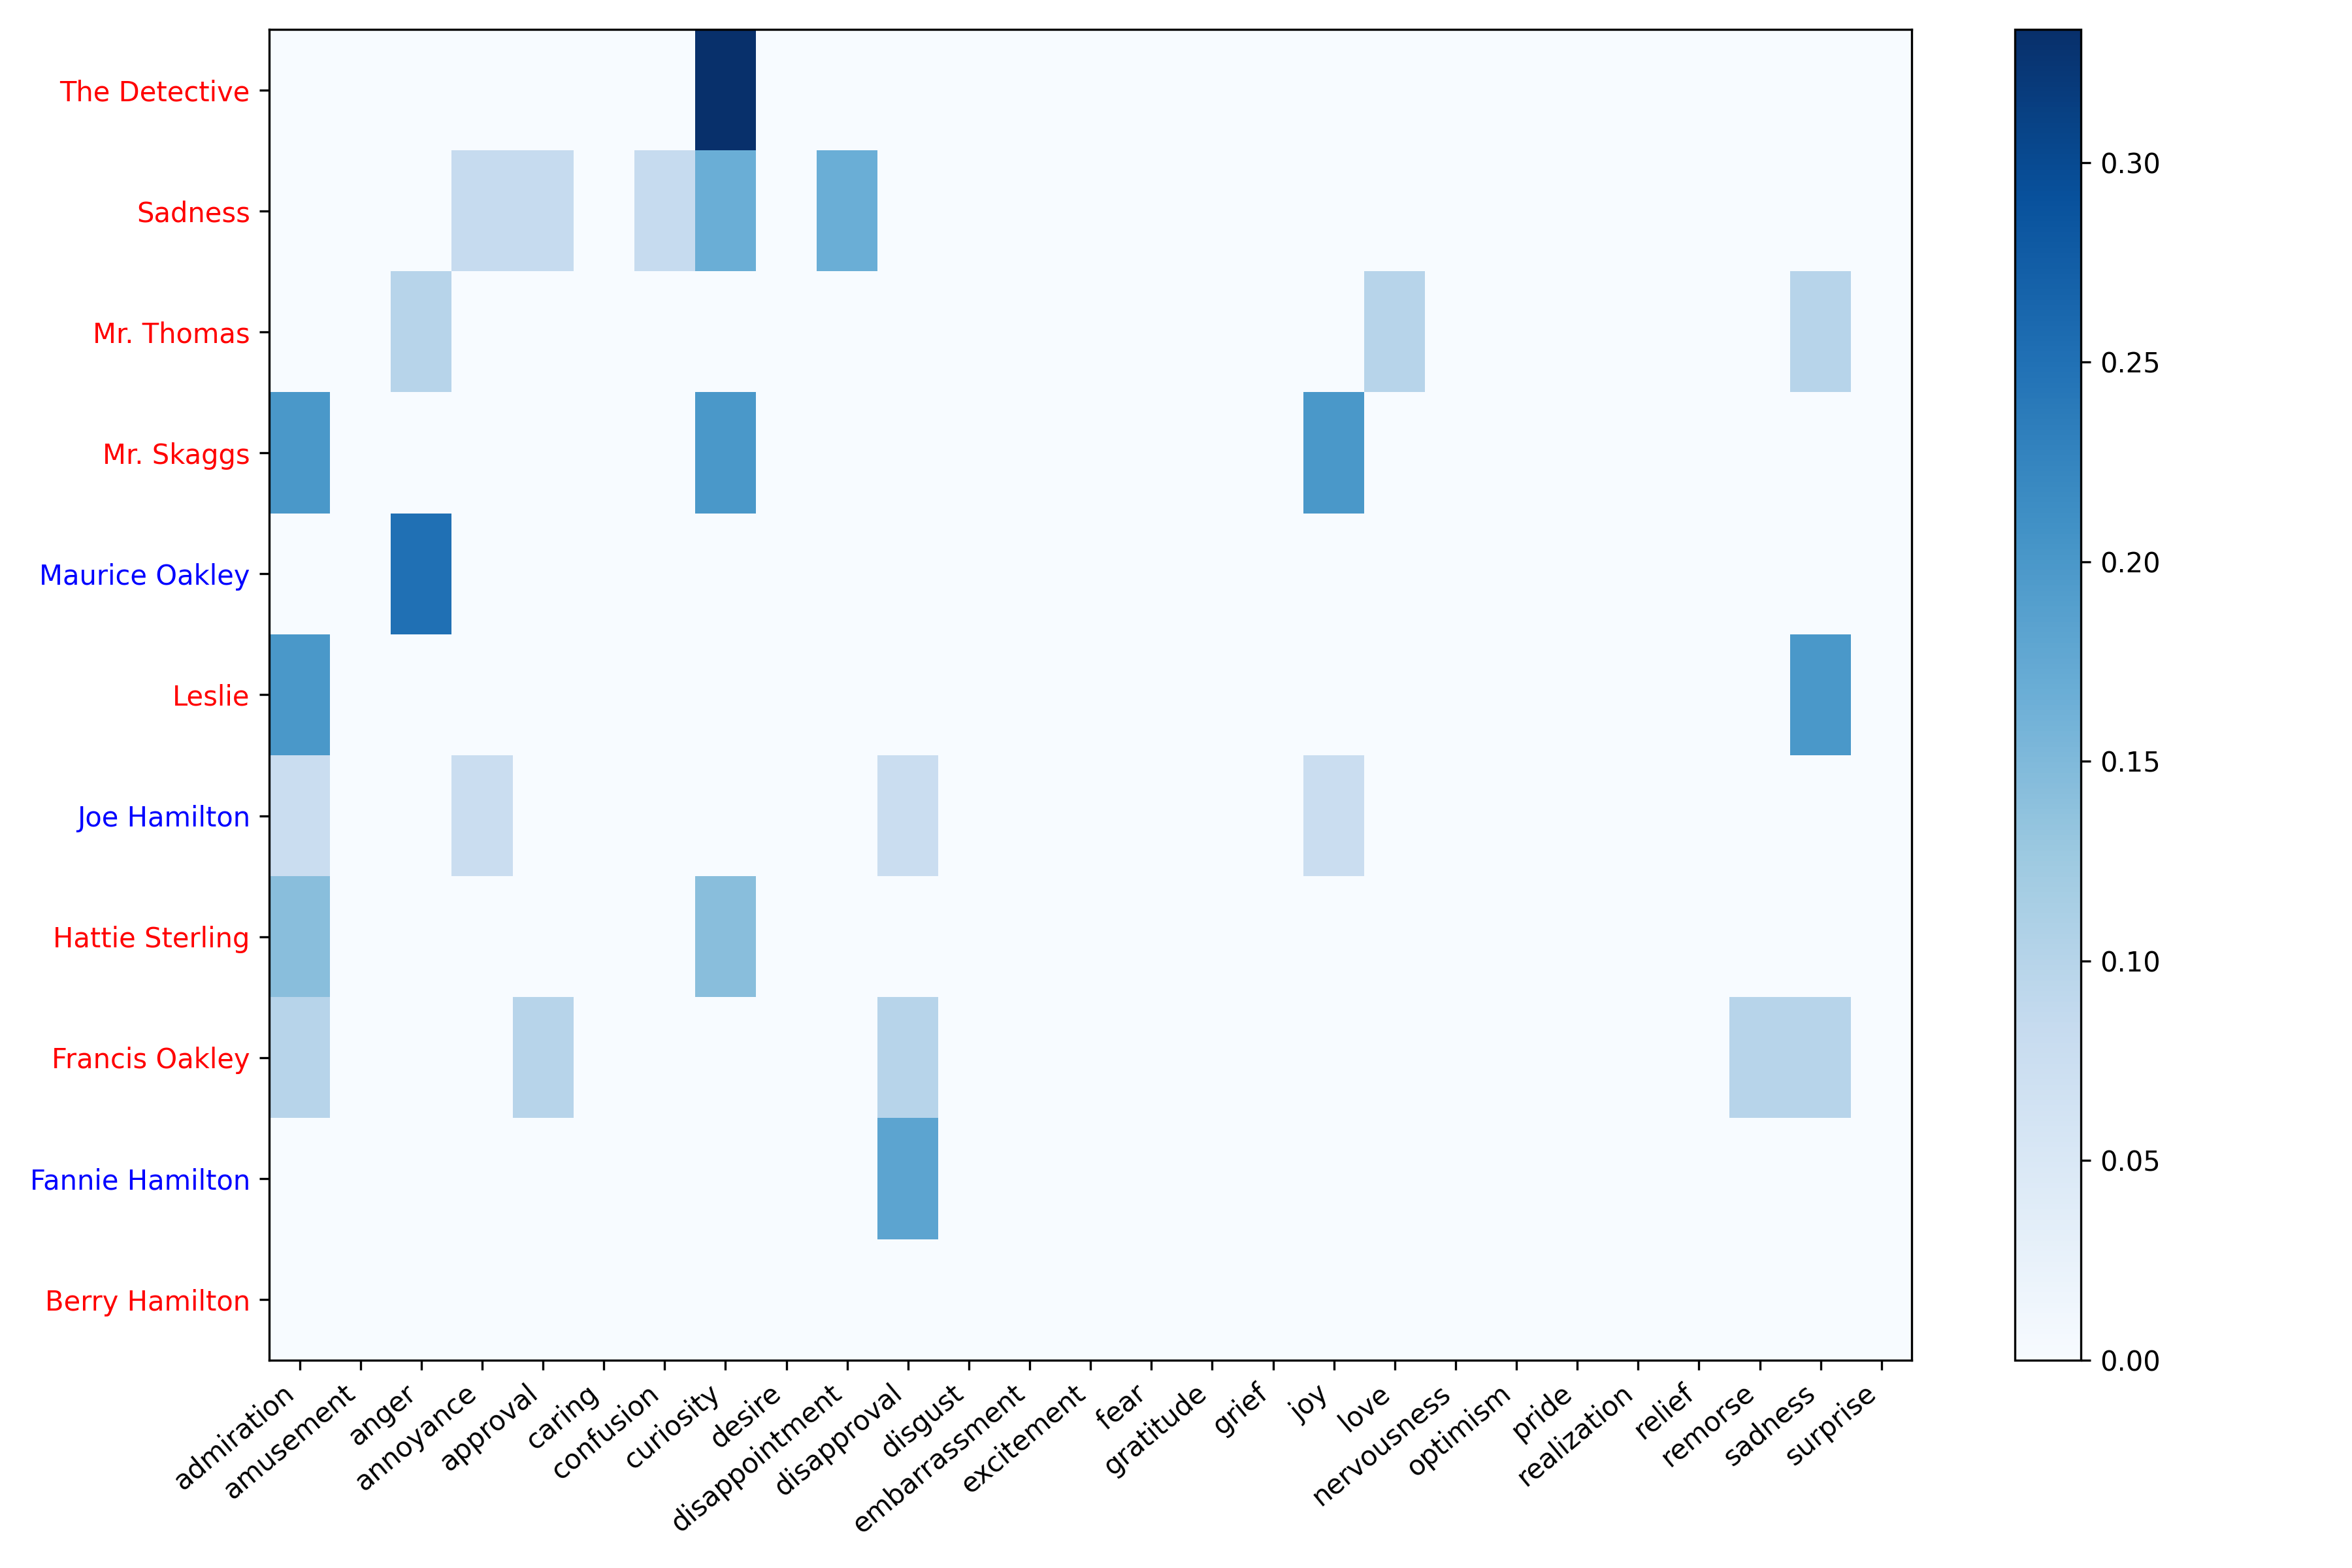 The Detective
Sadness
Mr. Thomas
Mr. Skaggs
Maurice Oakley
Leslie
Joe Hamilton
Hattie Sterling
Francis Oakley
Fannie Hamilton
Berry Hamilton
admiration
amusement
anger
annoyance
approval
caring
confusion
curiosity
desire
disappointment
disapproval
disgust
embarrassment
excitement
fear
gratitude
grief
joy
love
nervousness
optimism
pride
realization
relief
remorse
sadness
surprise
0.30
0.25
0.20
0.15
0.10
0.05
0.00